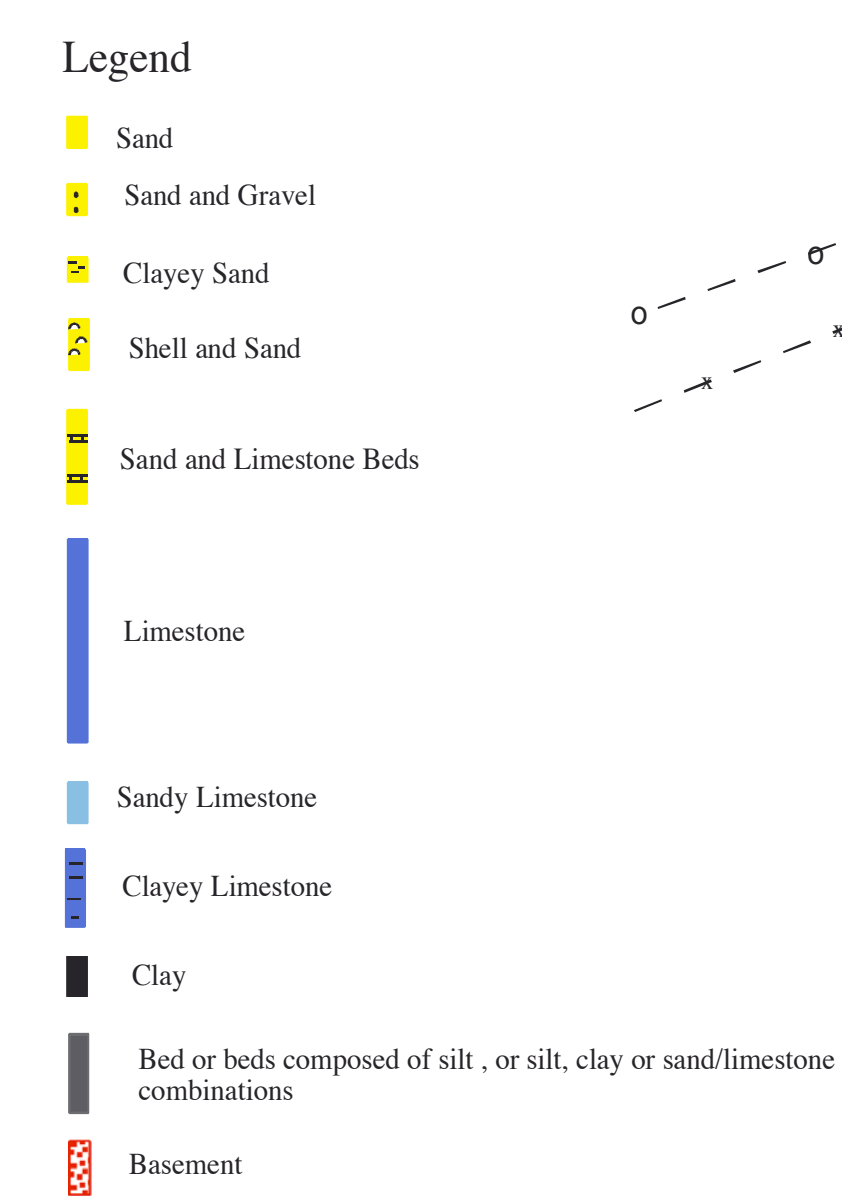 Legend
Sand
Sand and Gravel
Clayey Sand
Shell and Sand
Sand and Limestone Beds
Limestone
Sandy Limestone
Clayey Limestone
Clay
Bed or beds composed of silt , or silt, clay or sand/limestone
combinations
Basement
o
o
x
x